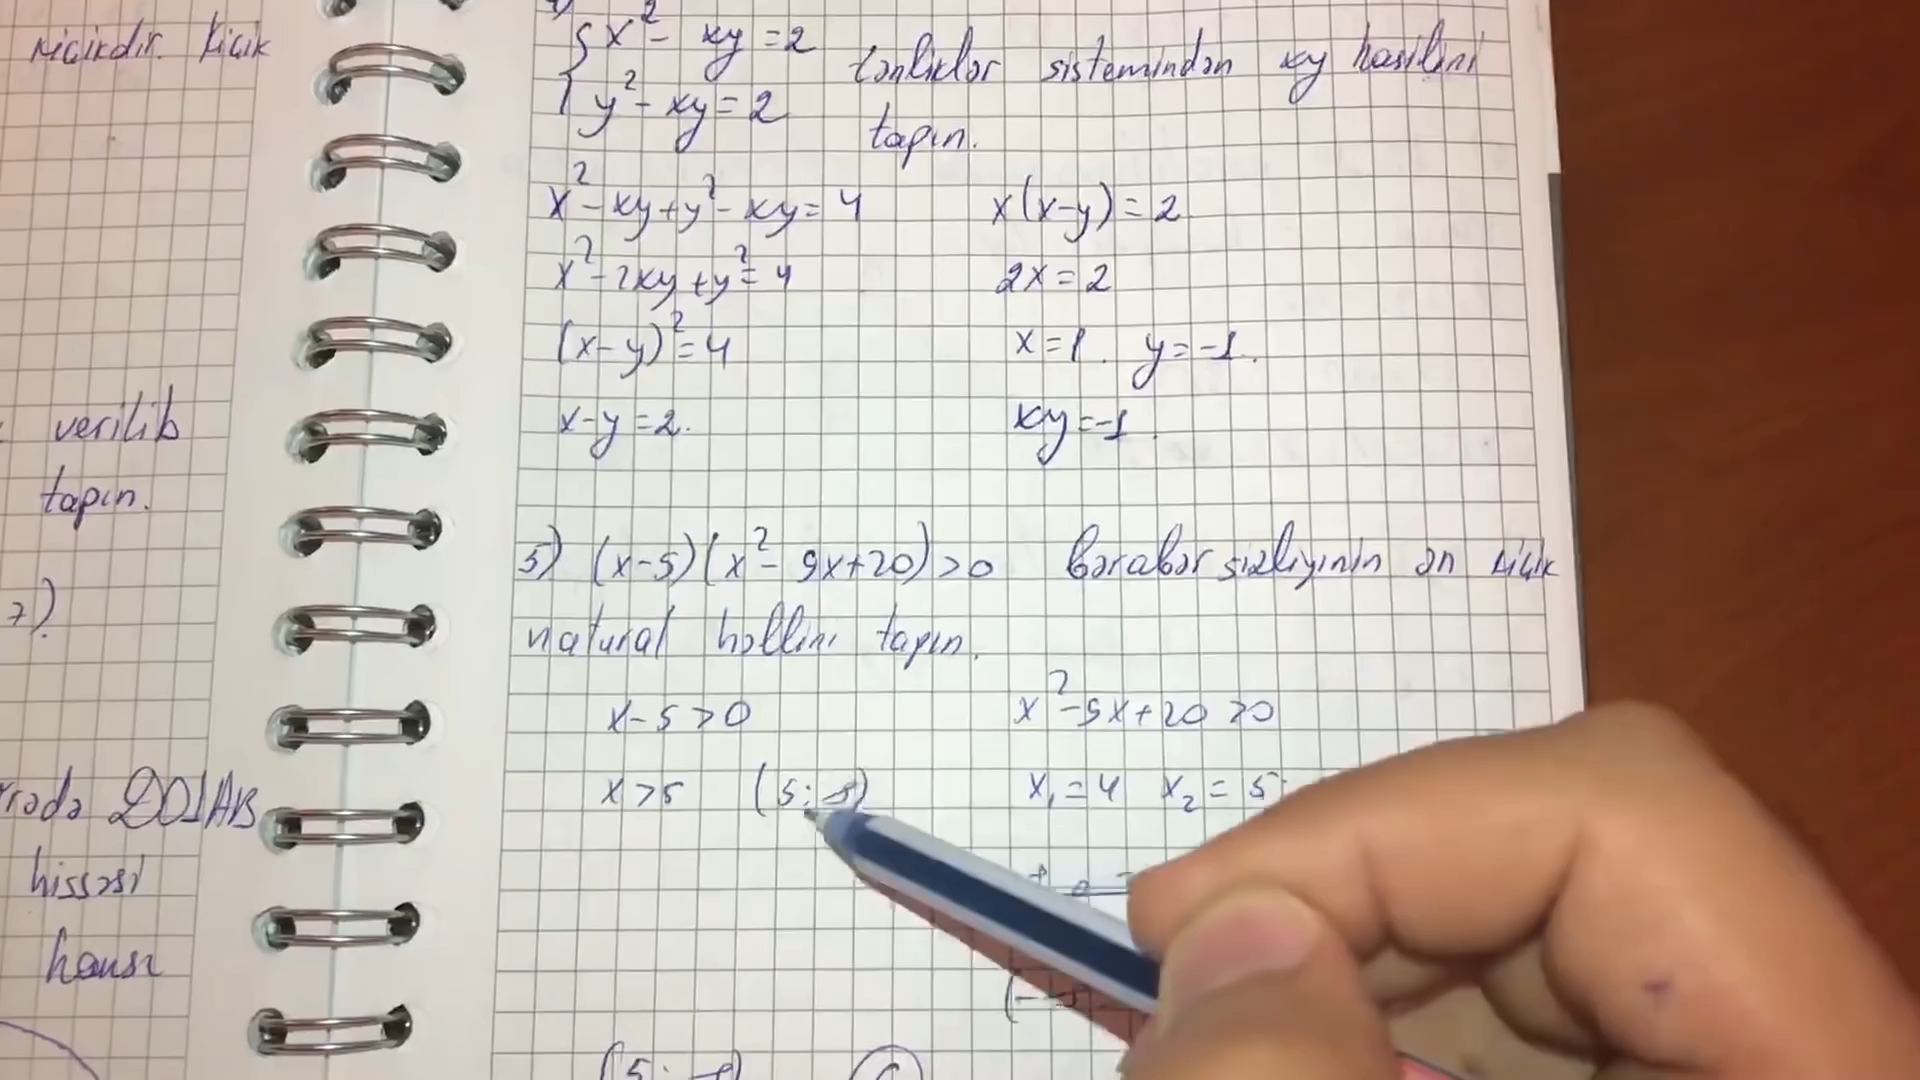 kiçikdir. Kiçik
verilib
tapın.
7).
DOIAB
hissəsi
hansı
x² - xy = 2
y² - xy = 2
tənliklər sistemindən xy hasilini
tapın.
x² - xy + y² - xy = 4
x² - 2xy + y² = 4
(x-y)² = 4
x-y = 2.
x(x-y) = 2
2x = 2
x = 1. y = -1.
xy = -1.
5) (x-5)(x² - 9x+20) > 0 bərabərsizliyinin ən kiçik
natural həllini tapın.
x-5 > 0
x > 5 (5;
x² - 9x + 20 > 0
x₁ = 4 x₂ = 5
(5;